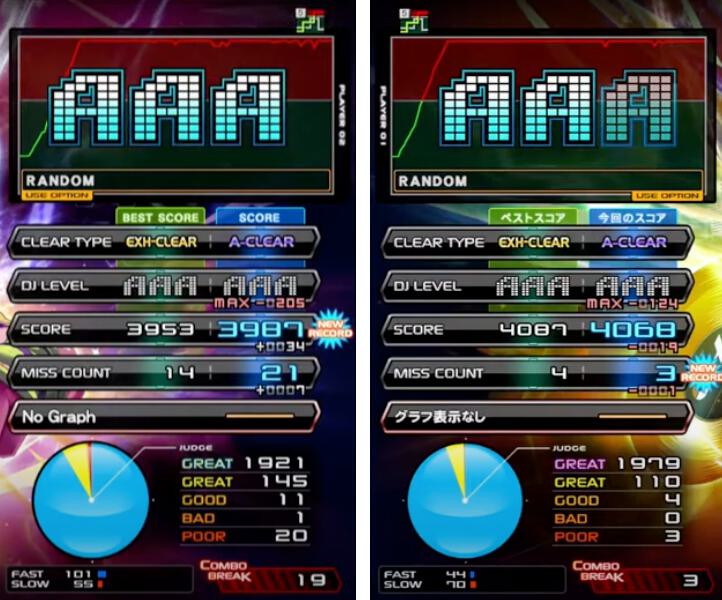 AAA
PLAYER 02
RANDOM
USE OPTION
BEST SCORE SCORE
CLEAR TYPE EXH-CLEAR A-CLEAR
DJ LEVEL AAA AAA
MAX -0205
SCORE 3953 3987
NEW RECORD
+0034
MISS COUNT 14 21
+0007
No Graph
JUDGE
GREAT 1921
GREAT 145
GOOD 11
BAD 1
POOR 20
FAST 101
SLOW 55
COMBO BREAK 19
AAA
PLAYER 01
RANDOM
USE OPTION
ベストスコア 今回のスコア
CLEAR TYPE EXH-CLEAR A-CLEAR
DJ LEVEL AAA AAA
MAX -0124
SCORE 4087 4068
-0019
MISS COUNT 4 3
NEW RECORD
-0001
グラフ表示なし
JUDGE
GREAT 1979
GREAT 110
GOOD 4
BAD 0
POOR 3
FAST 44
SLOW 70
COMBO BREAK 3